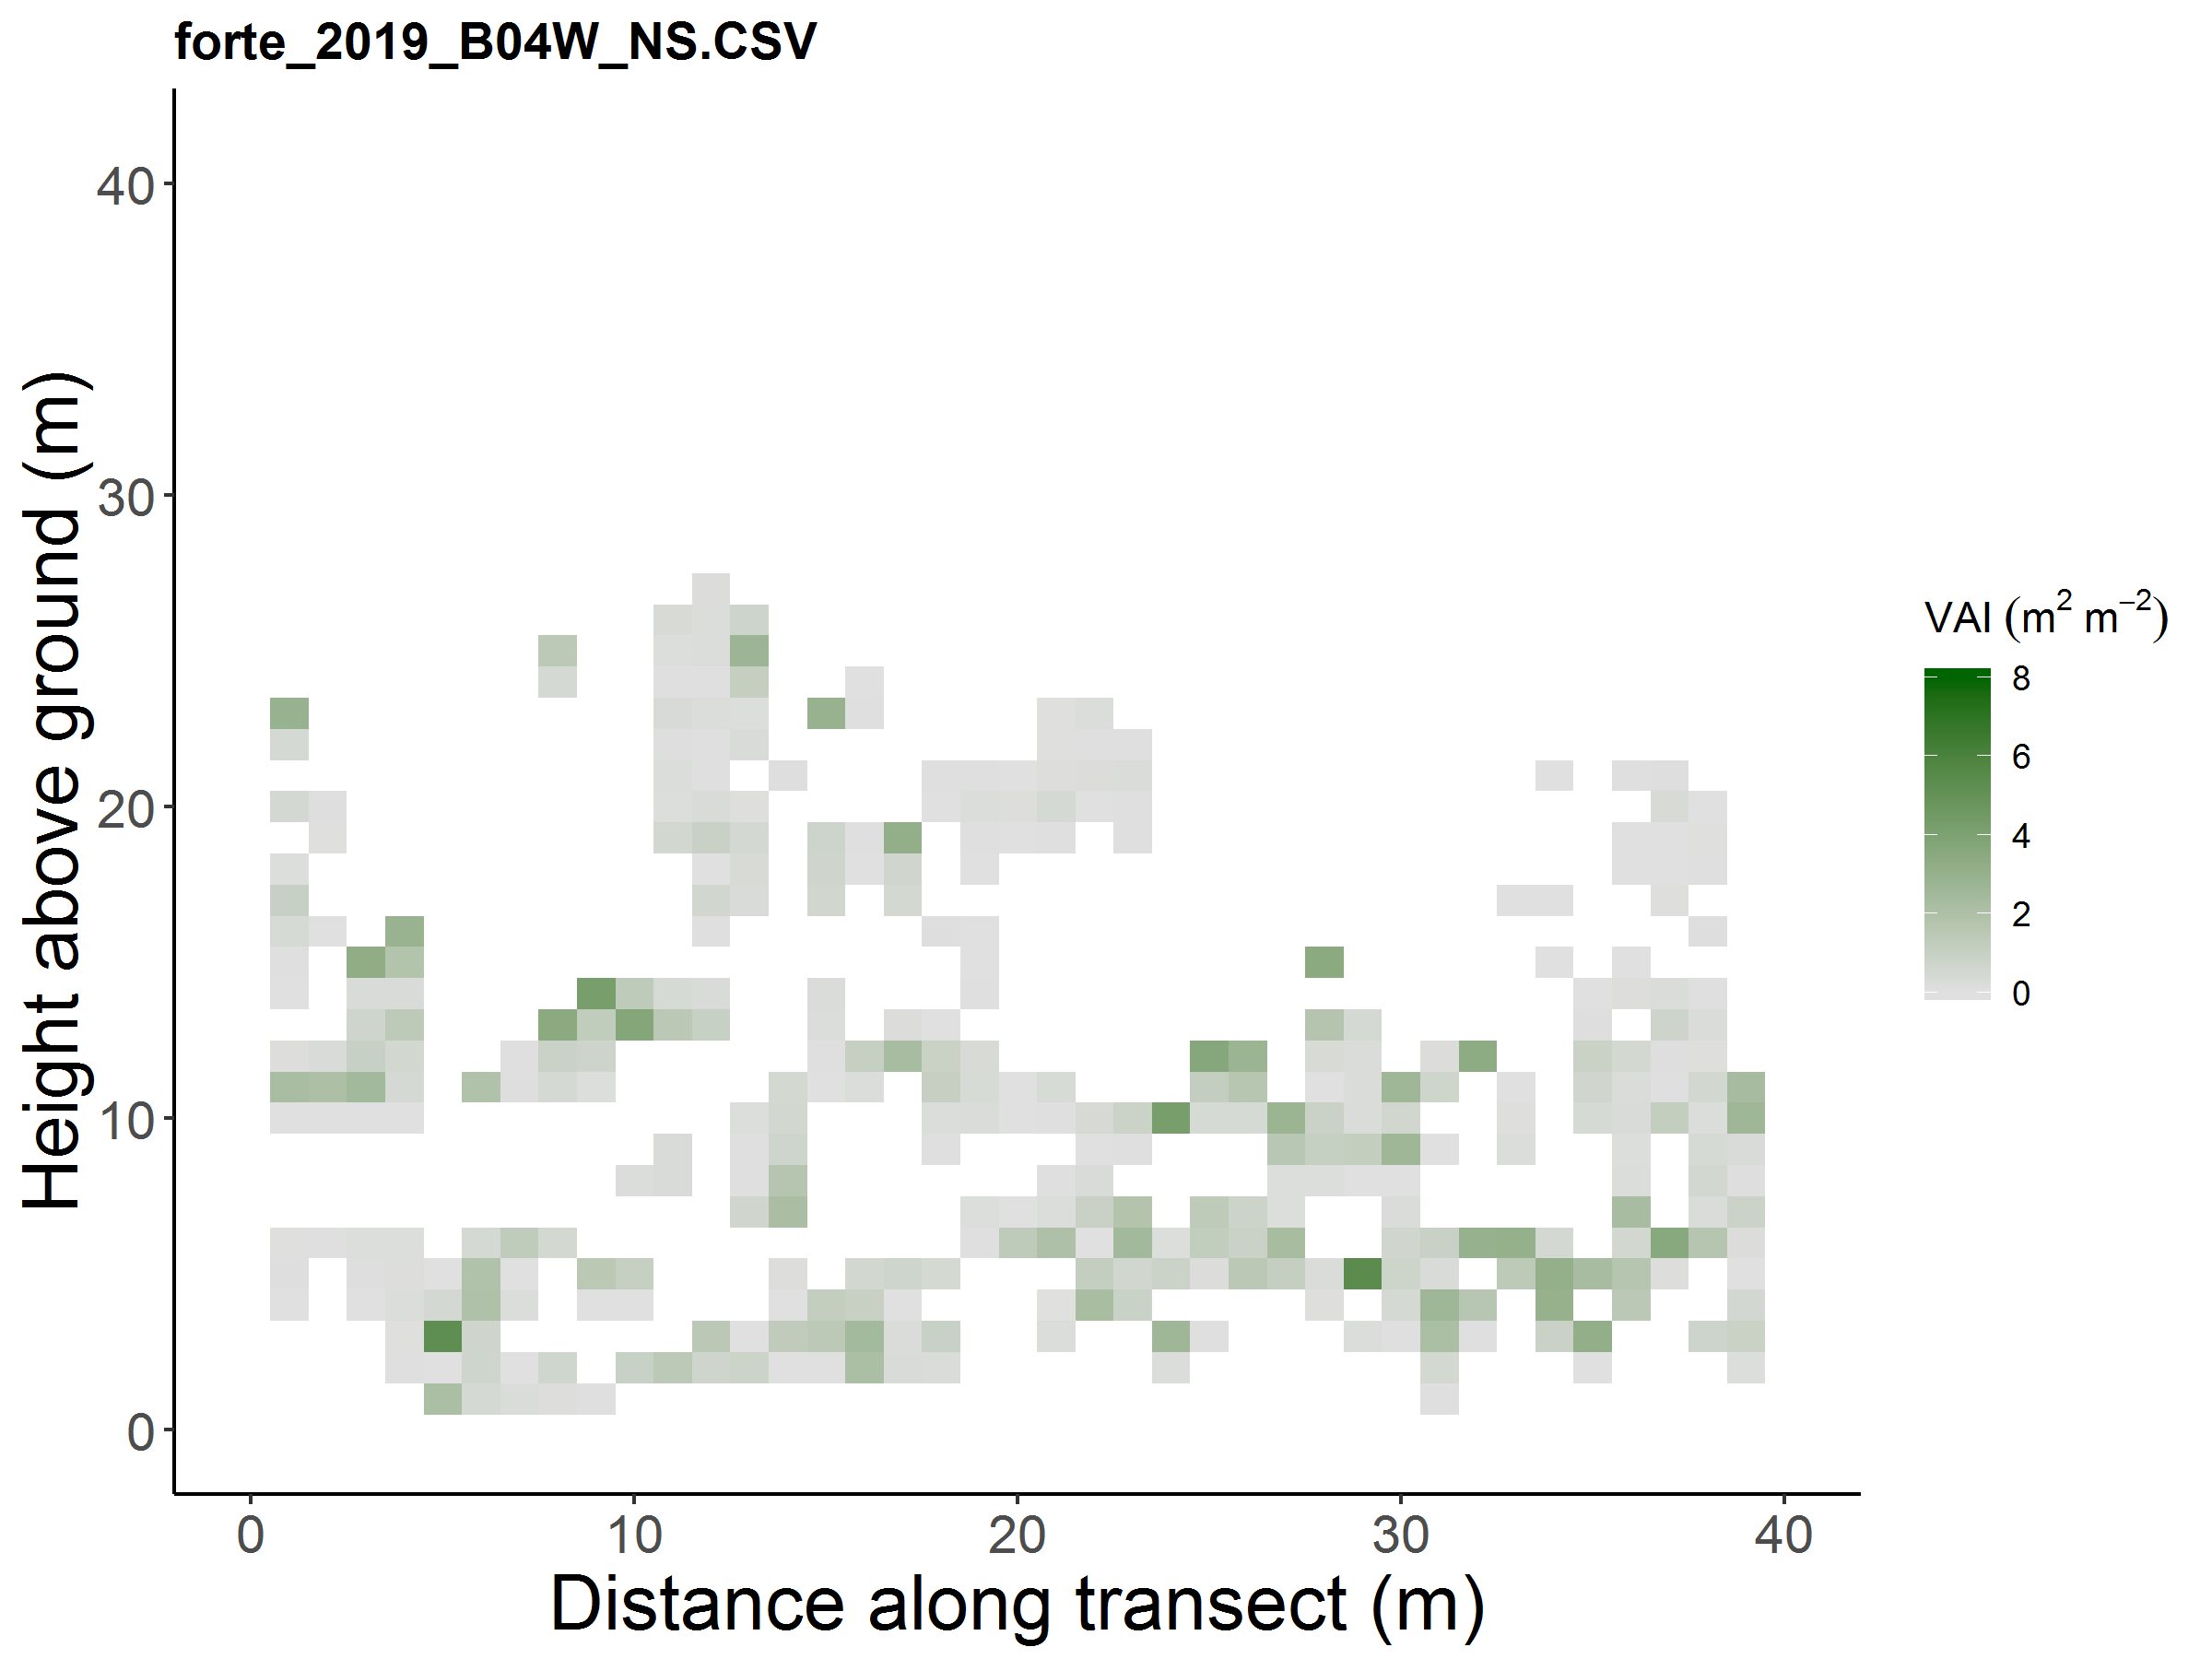 forte_2019_B04W_NS.CSV
Height above ground (m)
40
30
20
10
0
0 10 20 30 40
Distance along transect (m)
VAI (m² m⁻²)
8
6
4
2
0